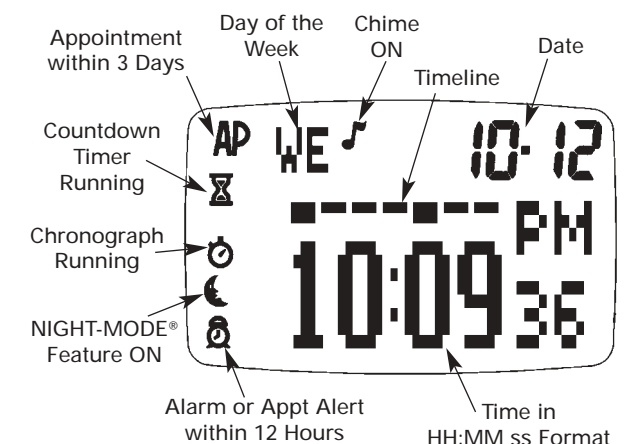 Appointment
within 3 Days
Day of the
Week
Chime
ON
Timeline
Date
AP
WE
10·12
Countdown
Timer
Running
Chronograph
Running
PM
10:09
36
NIGHT-MODE®
Feature ON
Alarm or Appt Alert
within 12 Hours
Time in
HH:MM ss Format